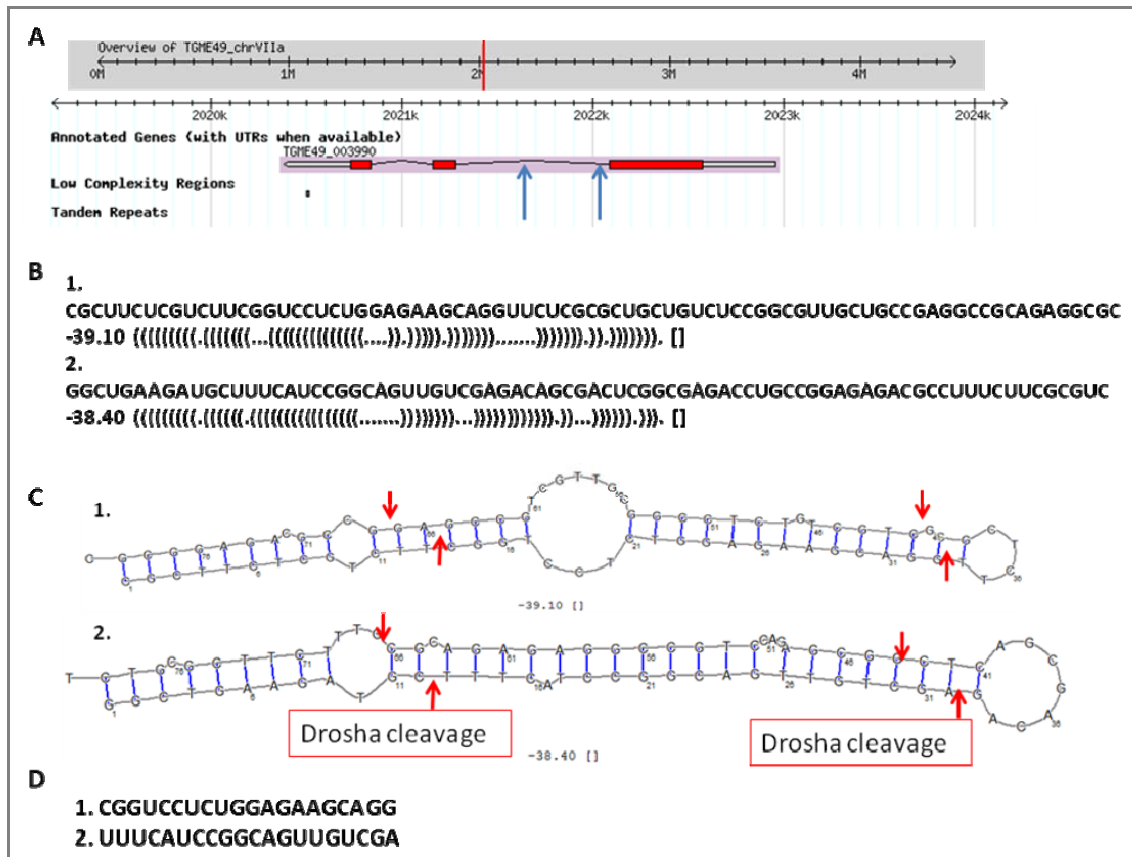 A
Overview of TGME49_chrVIIa
0M 1M 2M 3M 4M
2020k 2021k 2022k 2023k 2024k
Annotated Genes (with UTRs when available)
TGME49_003990
Low Complexity Regions
Tandem Repeats
B
1.
CGCUUCUCGUCUUCGGUCCUCUGGAGAAGCAGGUUCUCGCGCUGCUGUCUCCGGCGUUGCUGCCGAGGCCGCAGAGGCGC
-39.10 (((((((((.(((((((...(((((((((((((((....)).))))).))))))).......))))))).)).))))))). []
2.
GGCUGAAGAUGCUUUCAUCCGGCAGUUGUCGAGACAGCGACUCGGCGAGACCUGCCGGAGAGACGCCUUUCUUCGCGUC
-38.40 (((((((((.((((((.((((((((((((((((.......))))))))...)))))))))))).))...)))))).))). []
C
1.
-39.10 []
2.
Drosha cleavage
Drosha cleavage
-38.40 []
D
1. CGGUCCUCUGGAGAAGCAGG
2. UUUCAUCCGGCAGUUGUCGA